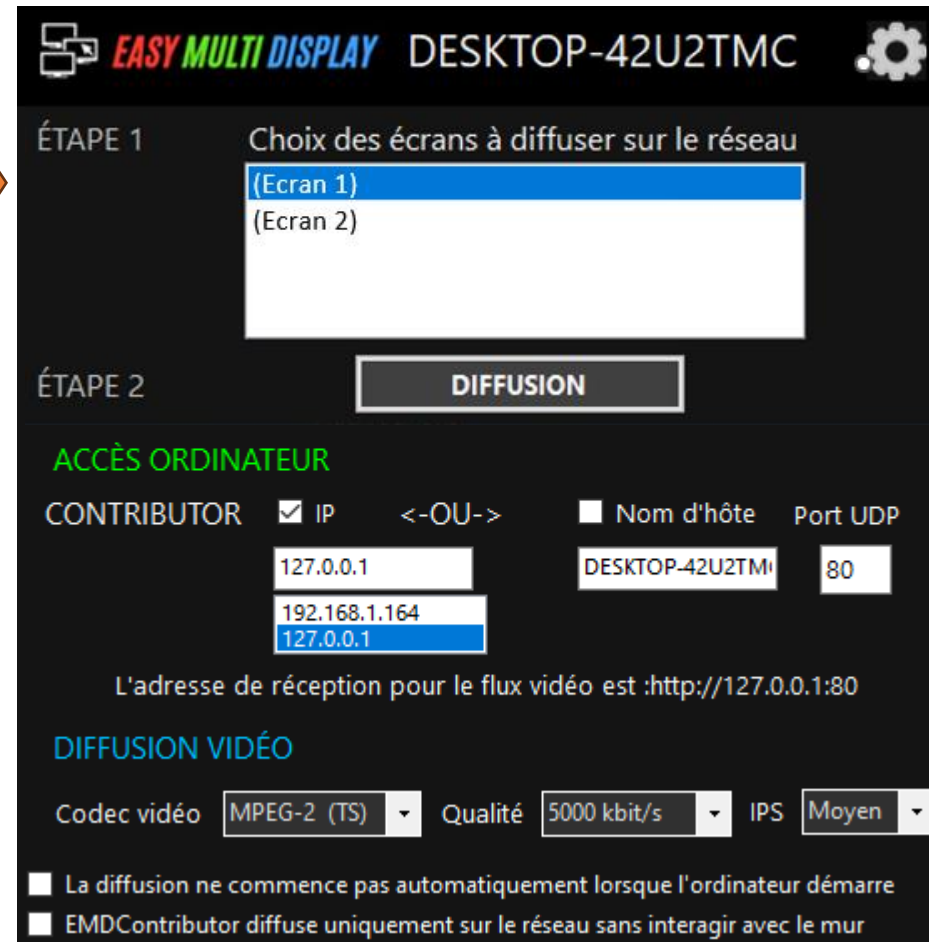 EASY MULTI DISPLAY DESKTOP-42U2TMC
ÉTAPE 1 Choix des écrans à diffuser sur le réseau
(Ecran 1)
(Ecran 2)
ÉTAPE 2 DIFFUSION
ACCÈS ORDINATEUR
CONTRIBUTOR IP <-OU-> Nom d'hôte Port UDP
127.0.0.1 DESKTOP-42U2TM 80
192.168.1.164
127.0.0.1
L'adresse de réception pour le flux vidéo est :http://127.0.0.1:80
DIFFUSION VIDÉO
Codec vidéo MPEG-2 (TS) Qualité 5000 kbit/s IPS Moyen
La diffusion ne commence pas automatiquement lorsque l'ordinateur démarre
EMDContributor diffuse uniquement sur le réseau sans interagir avec le mur